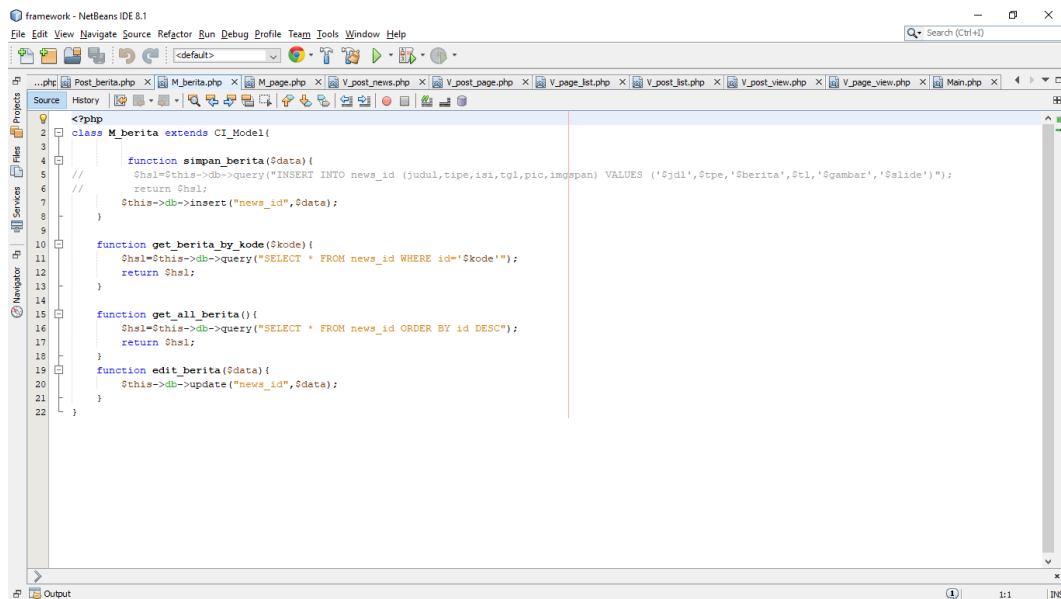 framework - NetBeans IDE 8.1
File Edit View Navigate Source Refactor Run Debug Profile Team Tools Window Help
Search (Ctrl+I)
<default>
...php Post_berita.php M_berita.php M_page.php V_post_news.php V_post_page.php V_page_list.php V_post_list.php V_post_view.php V_page_view.php Main.php
Source History
Projects
Files
Services
Navigator
<?php
2 class M_berita extends CI_Model{
3
4 function simpan_berita($data){
5 // $hsl=$this->db->query("INSERT INTO news_id (judul,tipe,isi,tgl,pic,imgspan) VALUES ('$jdl','$tpe','$berita','$tl','$gambar','$slide')");
6 // return $hsl;
7 $this->db->insert("news_id",$data);
8 }
9
10 function get_berita_by_kode($kode){
11 $hsl=$this->db->query("SELECT * FROM news_id WHERE id='$kode'");
12 return $hsl;
13 }
14
15 function get_all_berita(){
16 $hsl=$this->db->query("SELECT * FROM news_id ORDER BY id DESC");
17 return $hsl;
18 }
19 function edit_berita($data){
20 $this->db->update("news_id",$data);
21 }
22 }
Output
1 1:1 IN